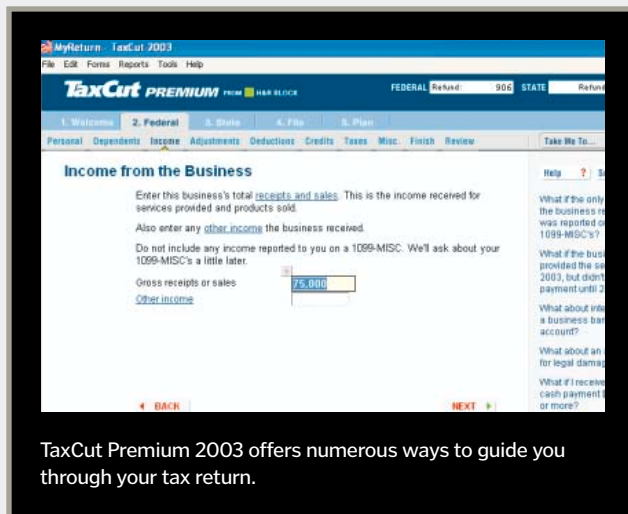 MyReturn - TaxCut 2003
File Edit Forms Reports Tools Help
TaxCut PREMIUM FROM H&R BLOCK
FEDERAL Refund: 906 STATE Refun
1. Welcome 2. Federal 3. State 4. File 5. Plan
Personal Dependents Income Adjustments Deductions Credits Taxes Misc. Finish Review
Take Me To...
Income from the Business
Enter this business's total receipts and sales. This is the income received for
services provided and products sold.
Also enter any other income the business received.
Do not include any income reported to you on a 1099-MISC. We'll ask about your
1099-MISC's a little later.
Gross receipts or sales 75,000
Other income
BACK
NEXT
Help ?
What if the only
the business
was reported
1099-MISC's?
What if the busi
provided the se
2003, but didn't
payment until 2
What about inte
a business ban
account?
What about an
for legal damag
What if I receive
cash payment
or more?
TaxCut Premium 2003 offers numerous ways to guide you
through your tax return.